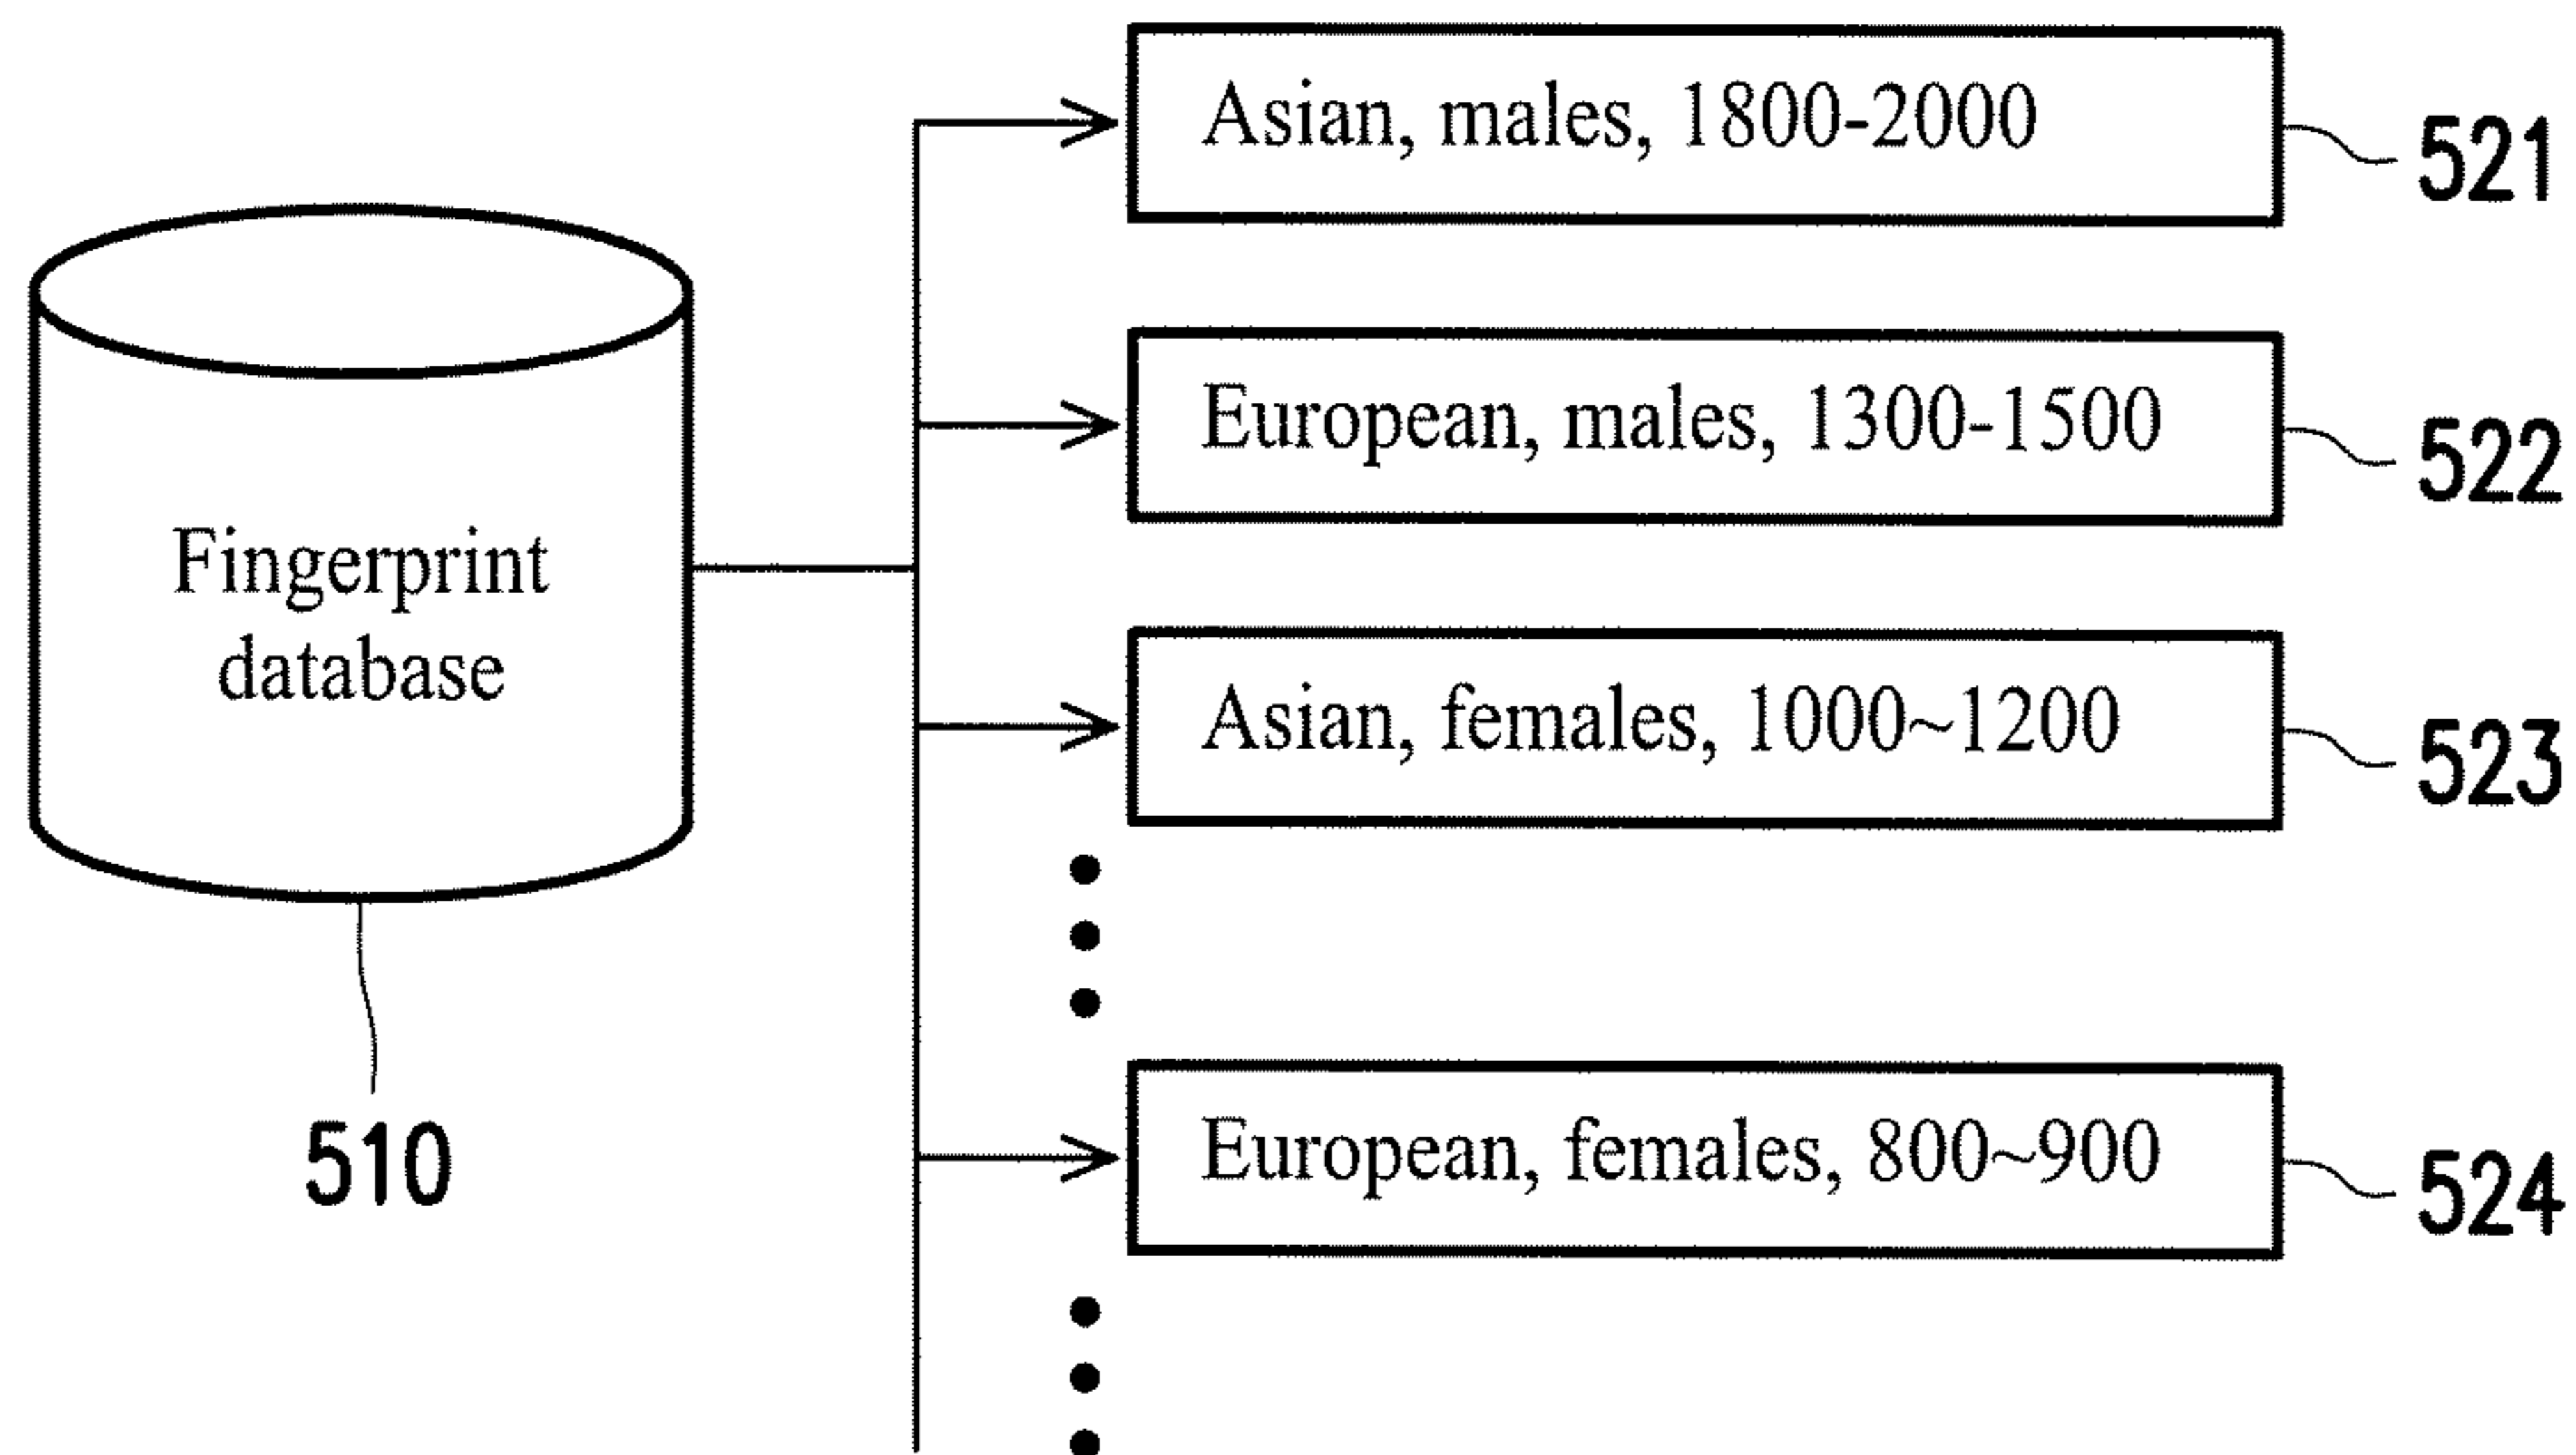 Asian, males, 1800-2000
521
European, males, 1300-1500
522
Fingerprint
database
Asian, females, 1000~1200
523
510
European, females, 800~900
524